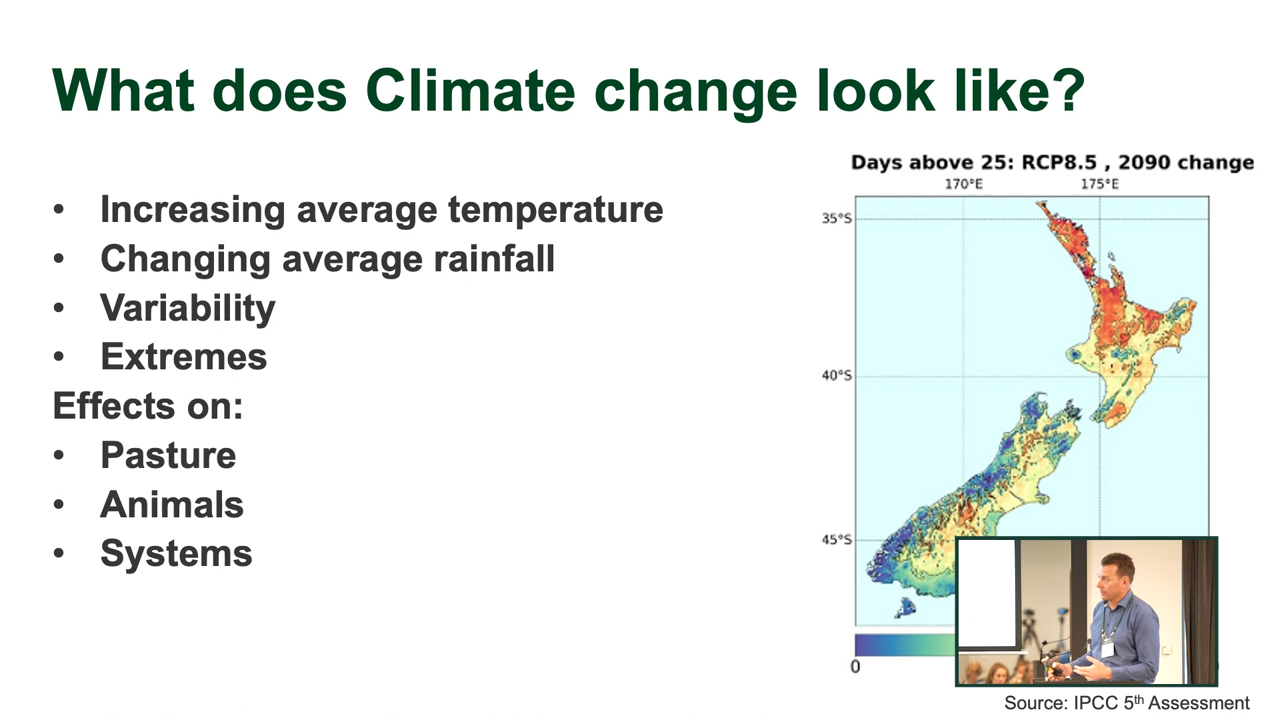 What does Climate change look like?
• Increasing average temperature
• Changing average rainfall
• Variability
• Extremes
Effects on:
• Pasture
• Animals
• Systems
Days above 25: RCP8.5 , 2090 change
170°E 175°E
35°S
40°S
45°S
0
Source: IPCC 5th Assessment